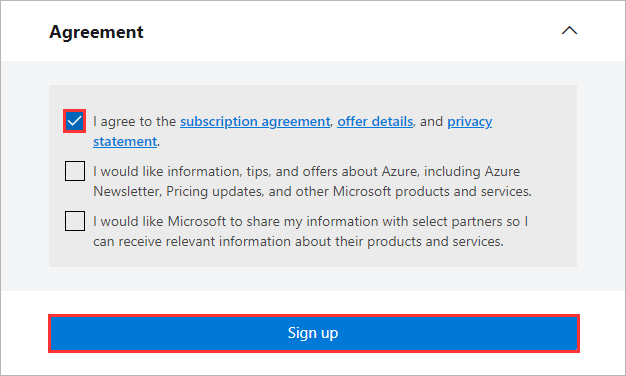 Agreement
I agree to the subscription agreement, offer details, and privacy
statement.
I would like information, tips, and offers about Azure, including Azure
Newsletter, Pricing updates, and other Microsoft products and services.
I would like Microsoft to share my information with select partners so I
can receive relevant information about their products and services.
Sign up